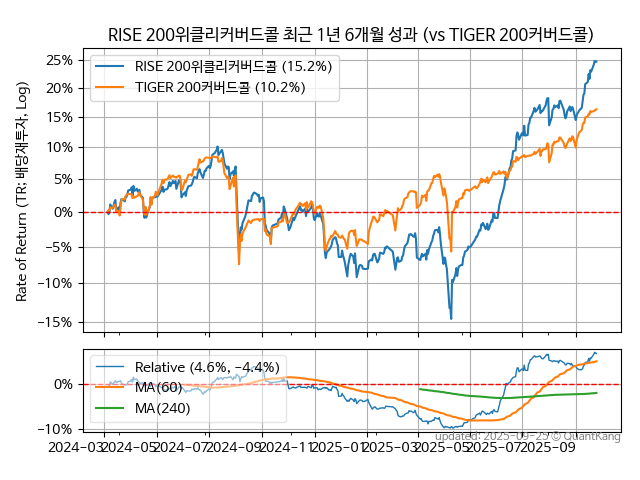 RISE 200위클리커버드콜 최근 1년 6개월 성과 (vs TIGER 200커버드콜)
Rate of Return (TR; 배당재투자, Log)
25%
20%
15%
10%
5%
0%
−5%
−10%
−15%
RISE 200위클리커버드콜 (15.2%)
TIGER 200커버드콜 (10.2%)
0%
−10%
Relative (4.6%, −4.4%)
MA(60)
MA(240)
2024-03 2024-05 2024-07 2024-09 2024-11 2025-01 2025-03 2025-05 2025-07 2025-09
updated: 2025-09-25 © QuantKang